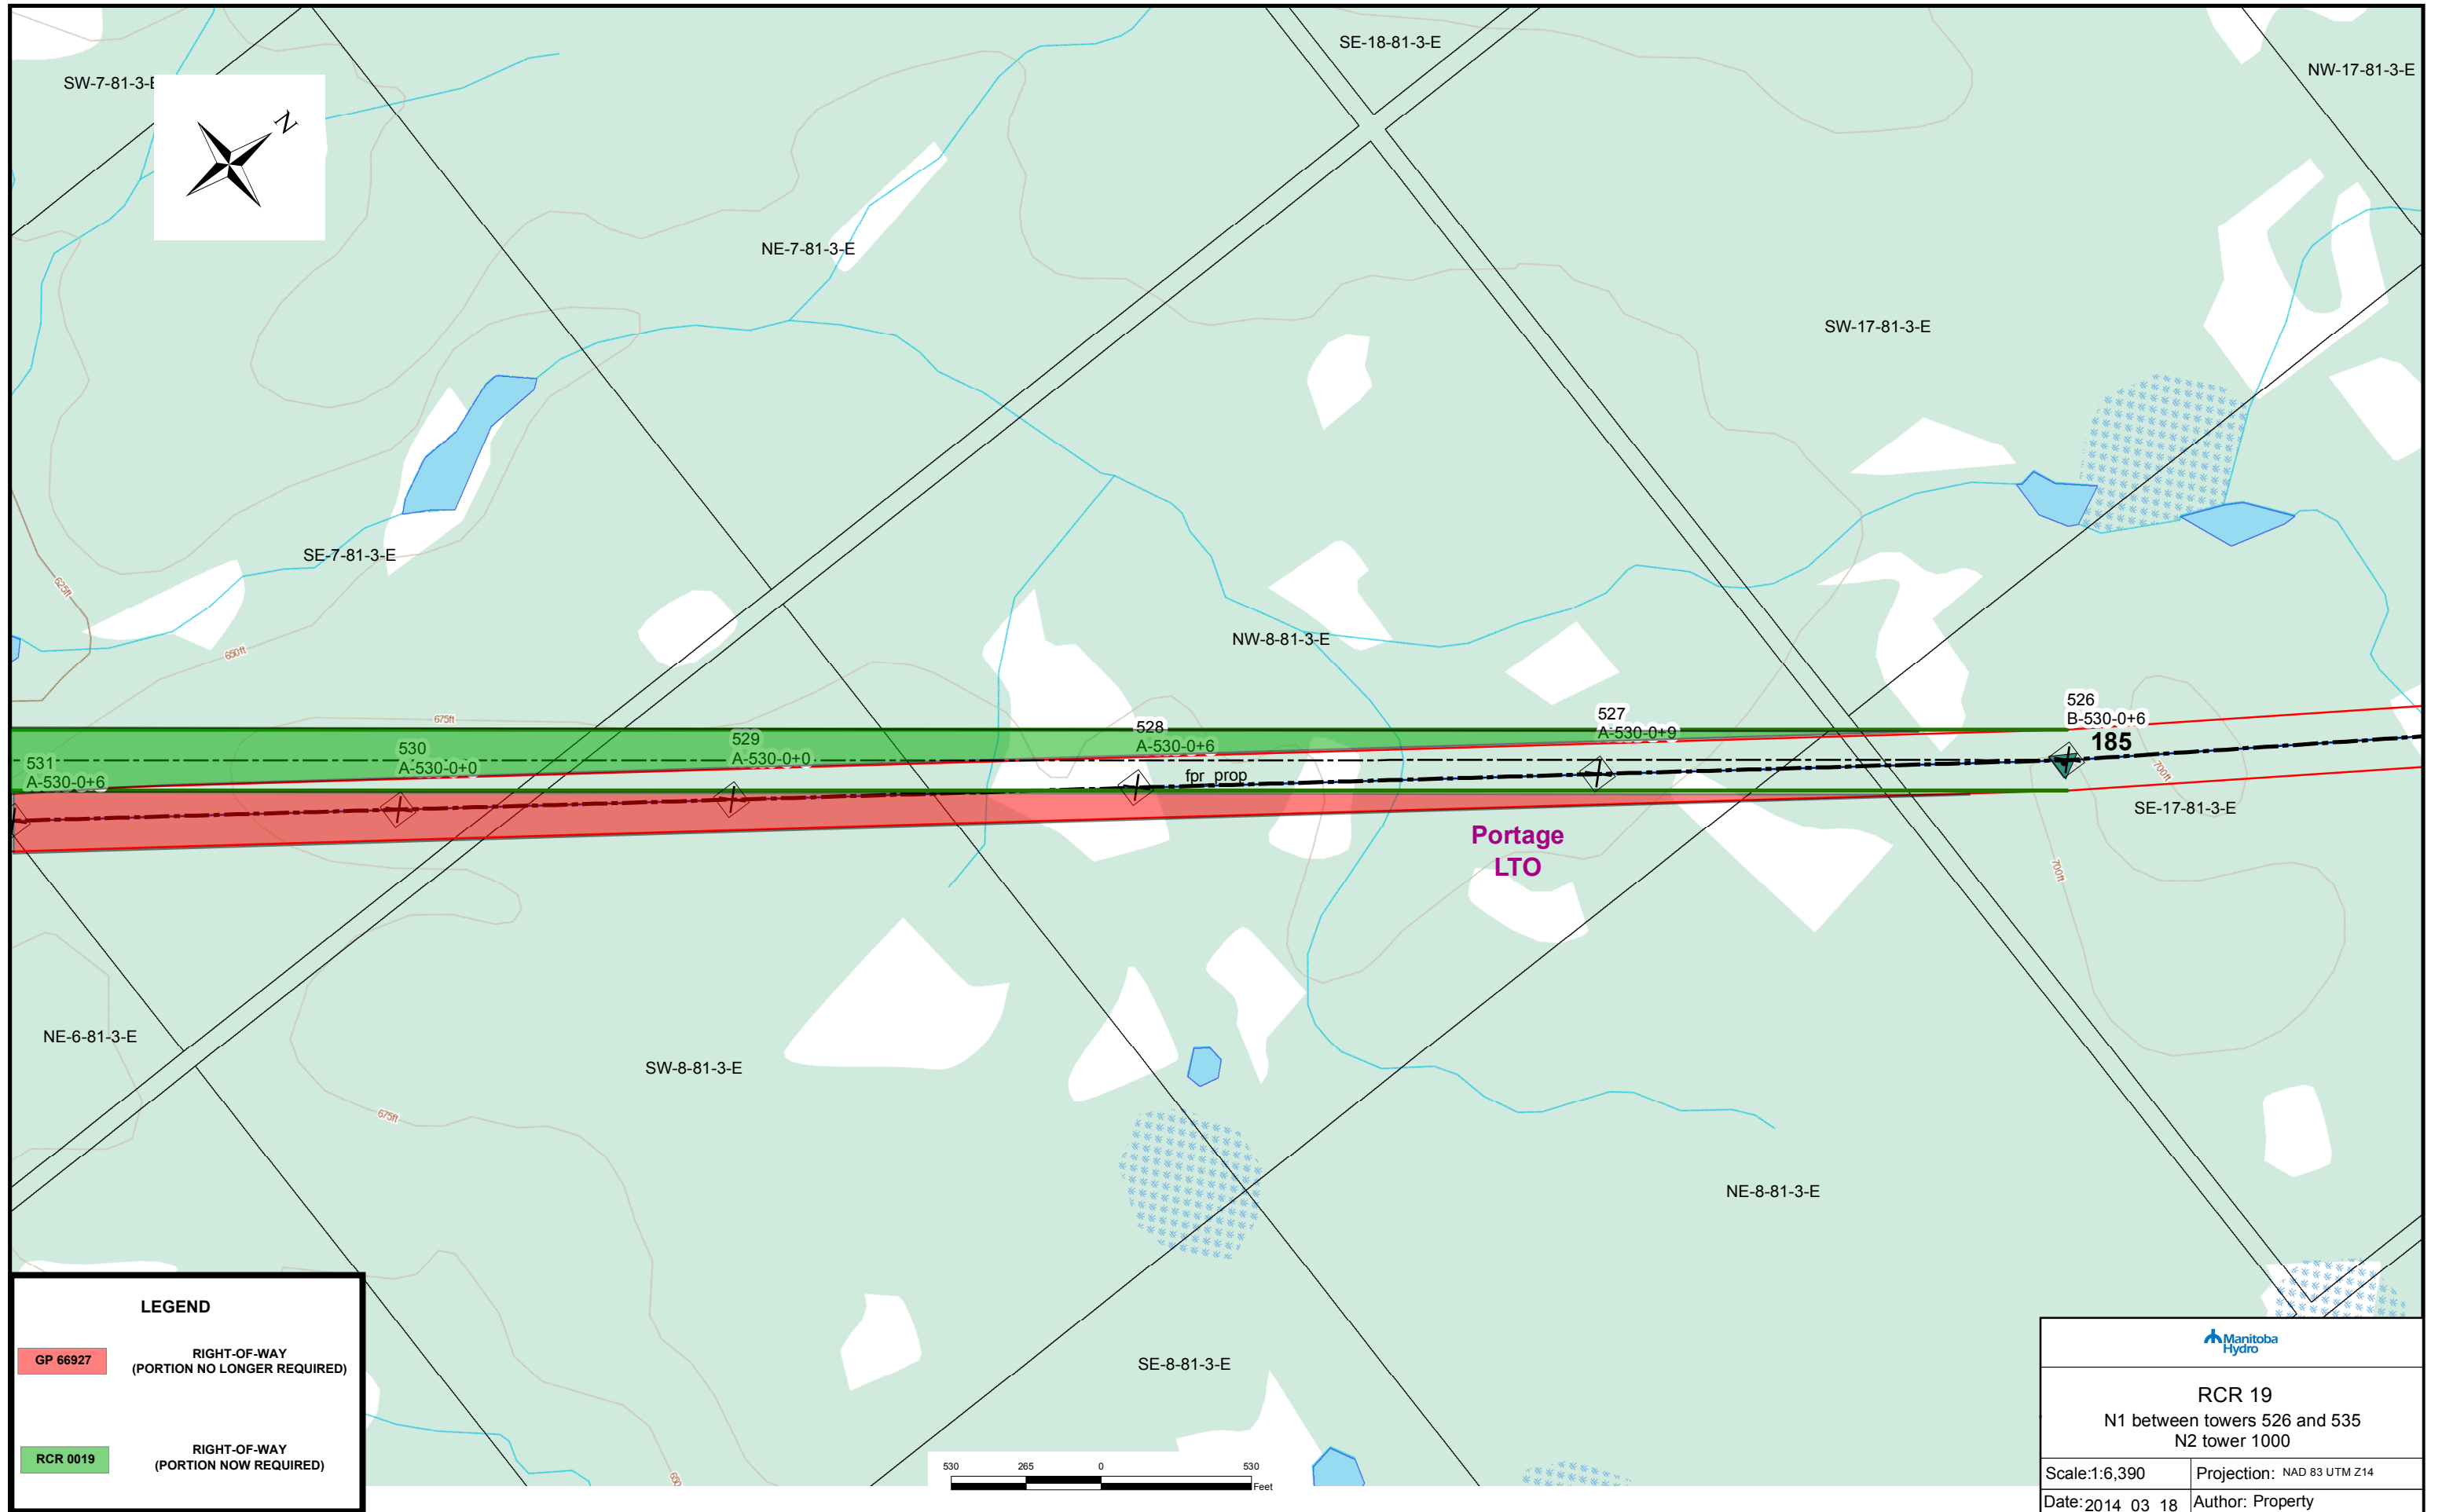 SE-18-81-3-E
NW-17-81-3-E
SW-7-81-3-E
N
NE-7-81-3-E
SW-17-81-3-E
SE-7-81-3-E
625ft
650ft
NW-8-81-3-E
675ft
526
B-530-0+6
185
527
A-530-0+9
528
A-530-0+6
529
A-530-0+0
530
A-530-0+0
531
A-530-0+6
fpr_prop
700ft
SE-17-81-3-E
Portage
LTO
700ft
NE-6-81-3-E
SW-8-81-3-E
675ft
NE-8-81-3-E
SE-8-81-3-E
LEGEND
GP 66927
RIGHT-OF-WAY
(PORTION NO LONGER REQUIRED)
RCR 0019
RIGHT-OF-WAY
(PORTION NOW REQUIRED)
530 265 0 530
Feet
Manitoba
Hydro
RCR 19
N1 between towers 526 and 535
N2 tower 1000
Scale:1:6,390
Projection: NAD 83 UTM Z14
Date: 2014_03_18
Author: Property